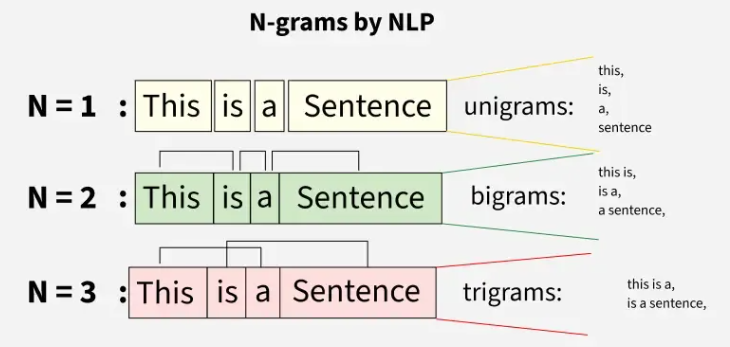 N-grams by NLP
N = 1 : This is a Sentence unigrams:
this,
is,
a,
sentence
N = 2 : This is a Sentence bigrams:
this is,
is a,
a sentence,
N = 3 : This is a Sentence trigrams:
this is a,
is a sentence,